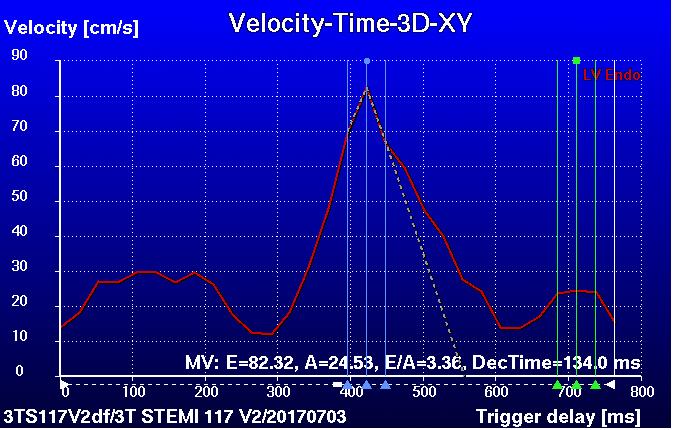 Velocity-Time-3D-XY
Velocity [cm/s]
90
80
70
60
50
40
30
20
10
0
LV Endo
MV: E=82.32, A=24.53, E/A=3.36, DecTime=134.0 ms
0 100 200 300 400 500 600 700 800
3TS117V2df/3T STEMI 117 V2/20170703
Trigger delay [ms]